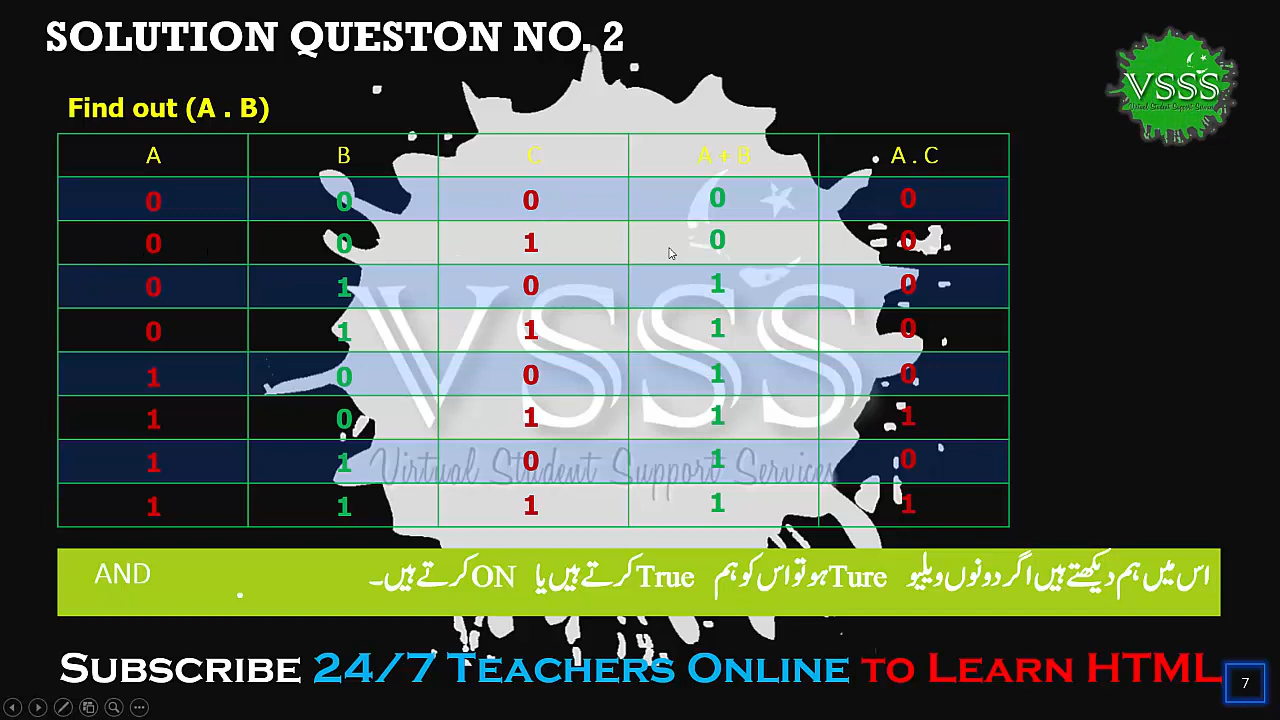 SOLUTION QUESTON NO. 2
VSSS
Virtual Student Support Services
Find out (A . B)
A B C A + B A . C
0 0 0 0 0
0 0 1 0 0
0 1 0 1 0
0 1 1 1 0
1 0 0 1 0
1 0 1 1 1
1 1 0 1 0
1 1 1 1 1
VSSS
Virtual Student Support Services
AND .
اس میں ہم دیکھتے ہیں اگر دونوں ویلیو Ture ہو تو اس کو ہم True کرتے ہیں یا ON کرتے ہیں۔
SUBSCRIBE 24/7 TEACHERS ONLINE TO LEARN HTML
7